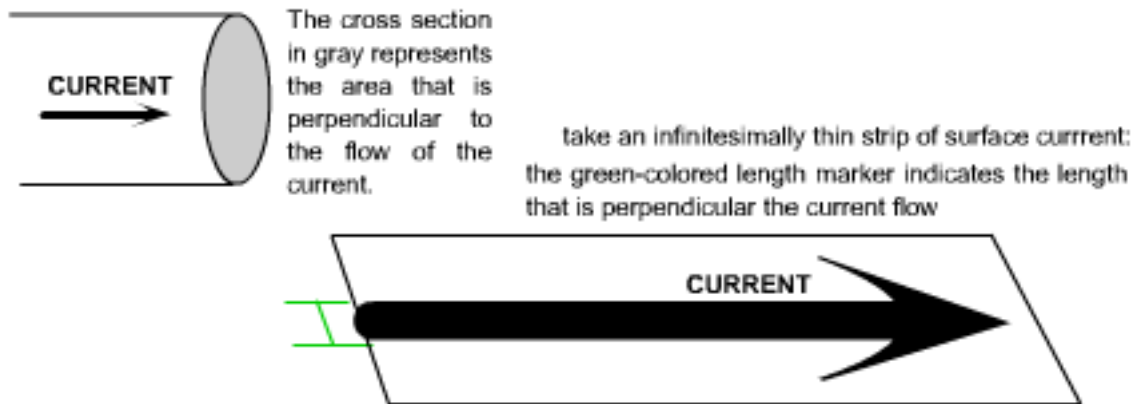 The cross section
in gray represents
the area that is
perpendicular to
the flow of the
current.
CURRENT
take an infinitesimally thin strip of surface currrent:
the green-colored length marker indicates the length
that is perpendicular the current flow
CURRENT